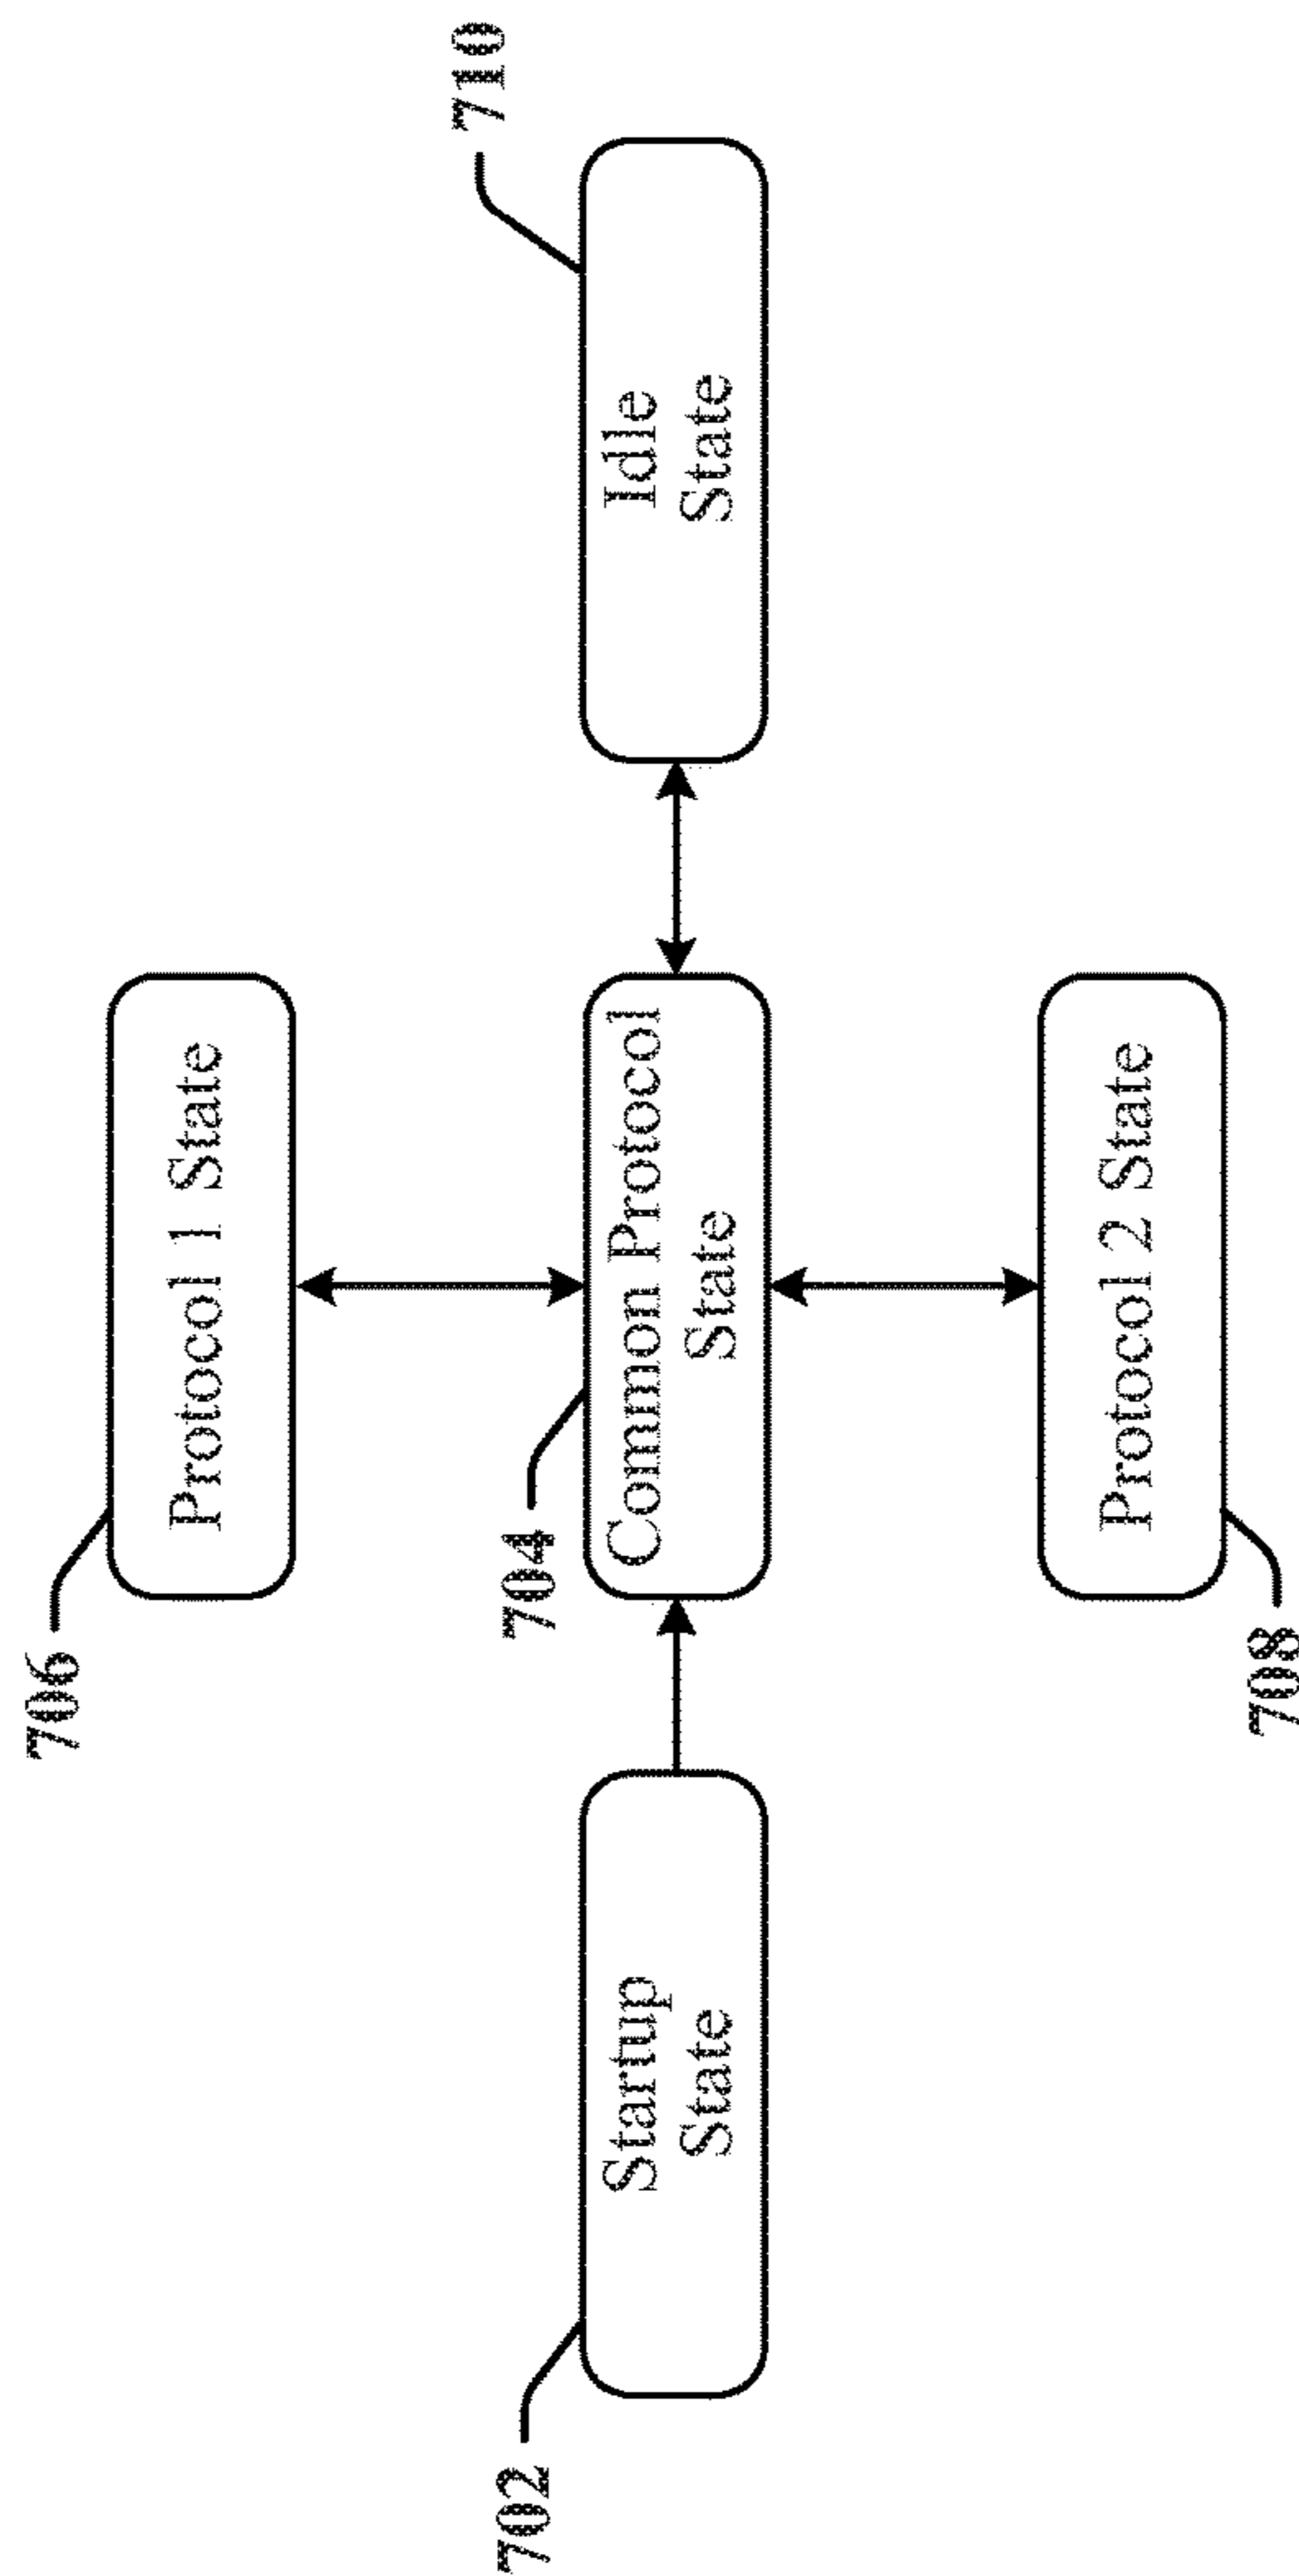 706
Protocol 1 State
710
702
Startup
State
704
Common Protocol
State
Idle
State
708
Protocol 2 State